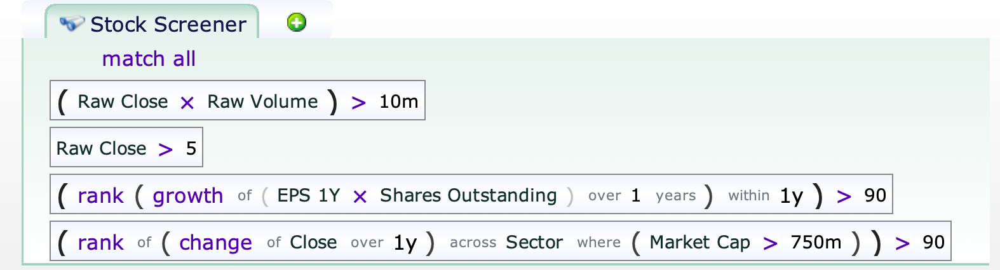 Stock Screener
match all
( Raw Close × Raw Volume ) > 10m
Raw Close > 5
( rank ( growth of ( EPS 1Y × Shares Outstanding ) over 1 years ) within 1y ) > 90
( rank of ( change of Close over 1y ) across Sector where ( Market Cap > 750m ) ) > 90